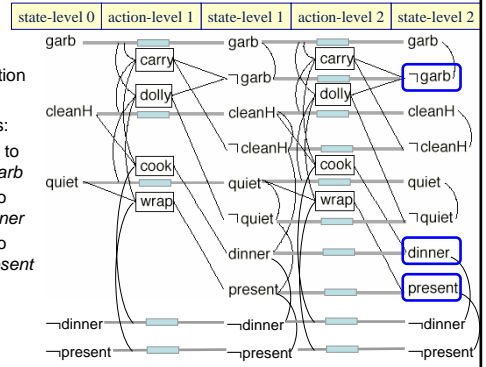 state-level 0 action-level 1 state-level 1 action-level 2 state-level 2
garb garb garb
carry carry
tion
¬garb ¬garb
dolly dolly
cleanH cleanH cleanH
s:
to
¬cleanH ¬cleanH
arb
cook cook
quiet quiet quiet
o
wrap wrap
ner
¬quiet ¬quiet
o
esent
dinner dinner
present present
¬dinner ¬dinner ¬dinner
¬present ¬present ¬present